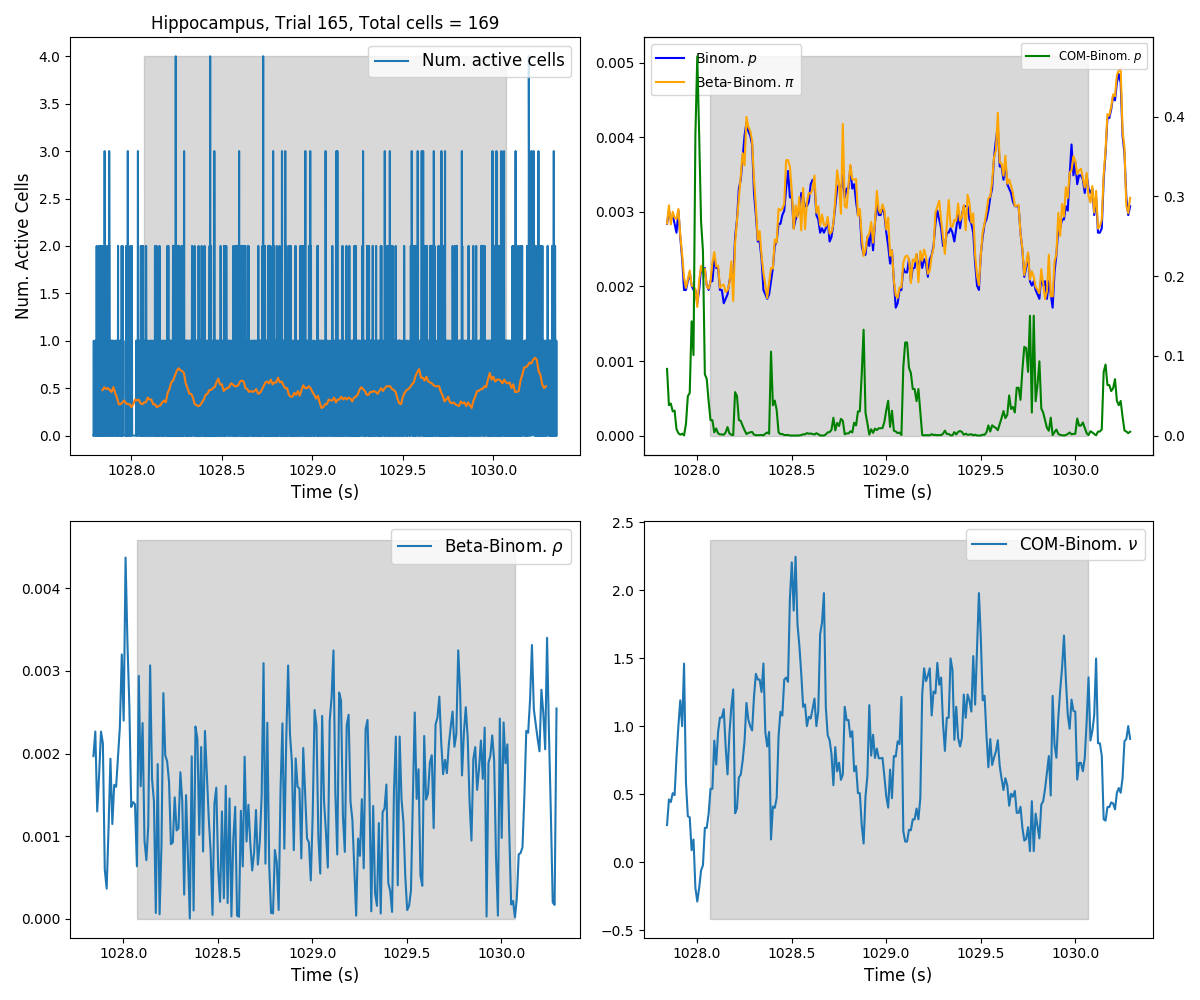 Hippocampus, Trial 165, Total cells = 169
Num. active cells
4.0
3.5
3.0
2.5
2.0
1.5
1.0
0.5
0.0
Num. Active Cells
1028.0 1028.5 1029.0 1029.5 1030.0
Time (s)
Binom. p
Beta-Binom. π
COM-Binom. p
0.005
0.004
0.003
0.002
0.001
0.000
0.4
0.3
0.2
0.1
0.0
1028.0 1028.5 1029.0 1029.5 1030.0
Time (s)
Beta-Binom. ρ
0.004
0.003
0.002
0.001
0.000
1028.0 1028.5 1029.0 1029.5 1030.0
Time (s)
COM-Binom. ν
2.5
2.0
1.5
1.0
0.5
0.0
−0.5
1028.0 1028.5 1029.0 1029.5 1030.0
Time (s)